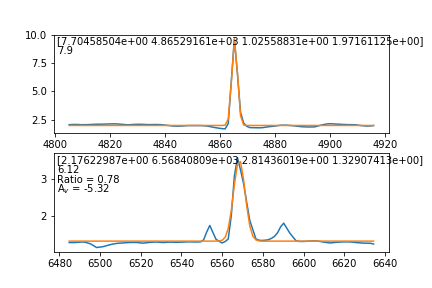 [7.70458504e+00 4.86529161e+03 1.02558831e+00 1.97161125e+00]
7.9
10.0
7.5
5.0
2.5
4800 4820 4840 4860 4880 4900 4920
[2.17622987e+00 6.56840809e+03 2.81436019e+00 1.32907413e+00]
6.12
Ratio = 0.78
Av = -5.32
3
2
6480 6500 6520 6540 6560 6580 6600 6620 6640